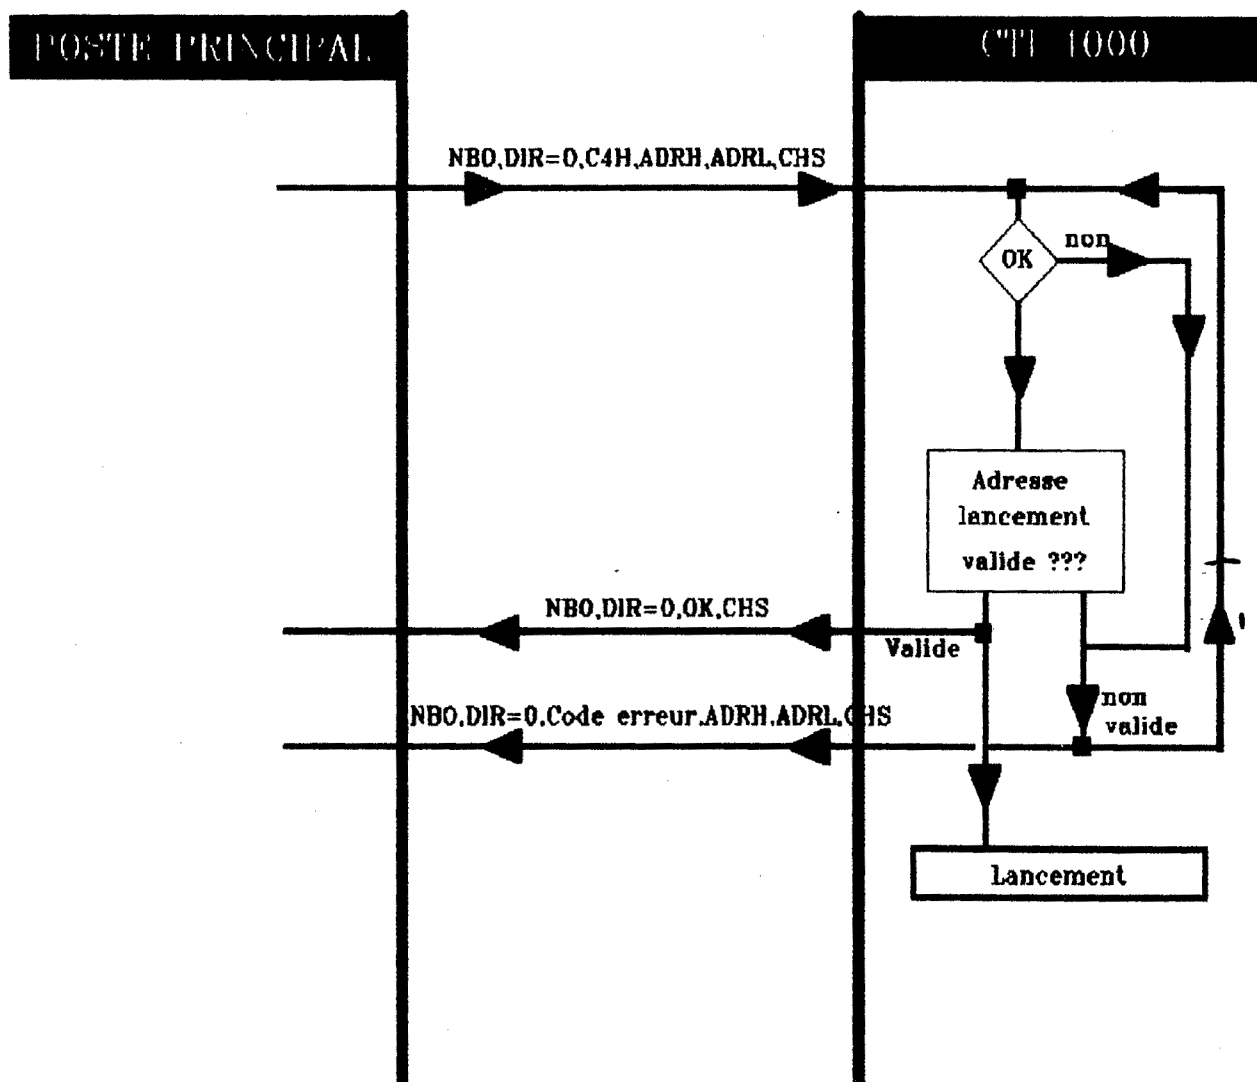 POSTE PRINCIPAL
CTI 1000
NBO,DIR=0,C4H,ADRH,ADRL,CHS
OK
non
Adresse
lancement
valide ???
NBO,DIR=0,OK,CHS
Valide
NBO,DIR=0,Code erreur,ADRH,ADRL,CHS
non
valide
Lancement